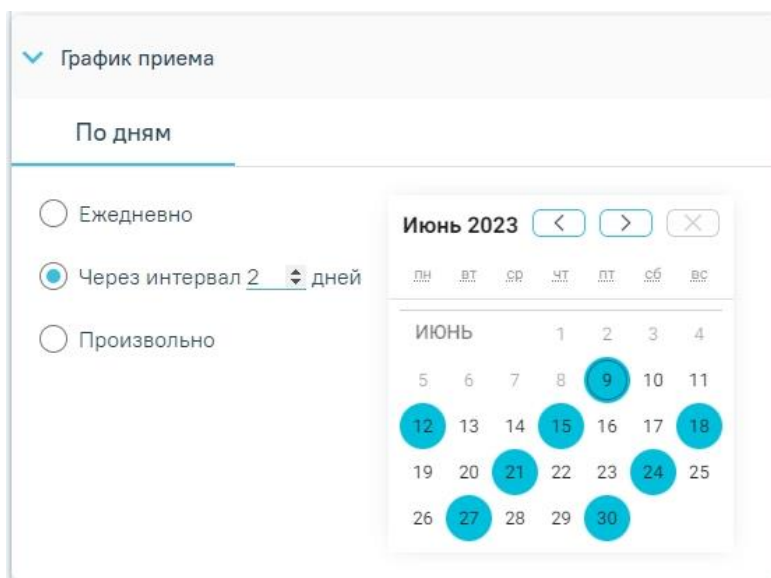 График приема
По дням
Ежедневно
Через интервал 2 дней
Произвольно
Июнь 2023
пн вт ср чт пт сб вс
ИЮНЬ 1 2 3 4
5 6 7 8 9 10 11
12 13 14 15 16 17 18
19 20 21 22 23 24 25
26 27 28 29 30